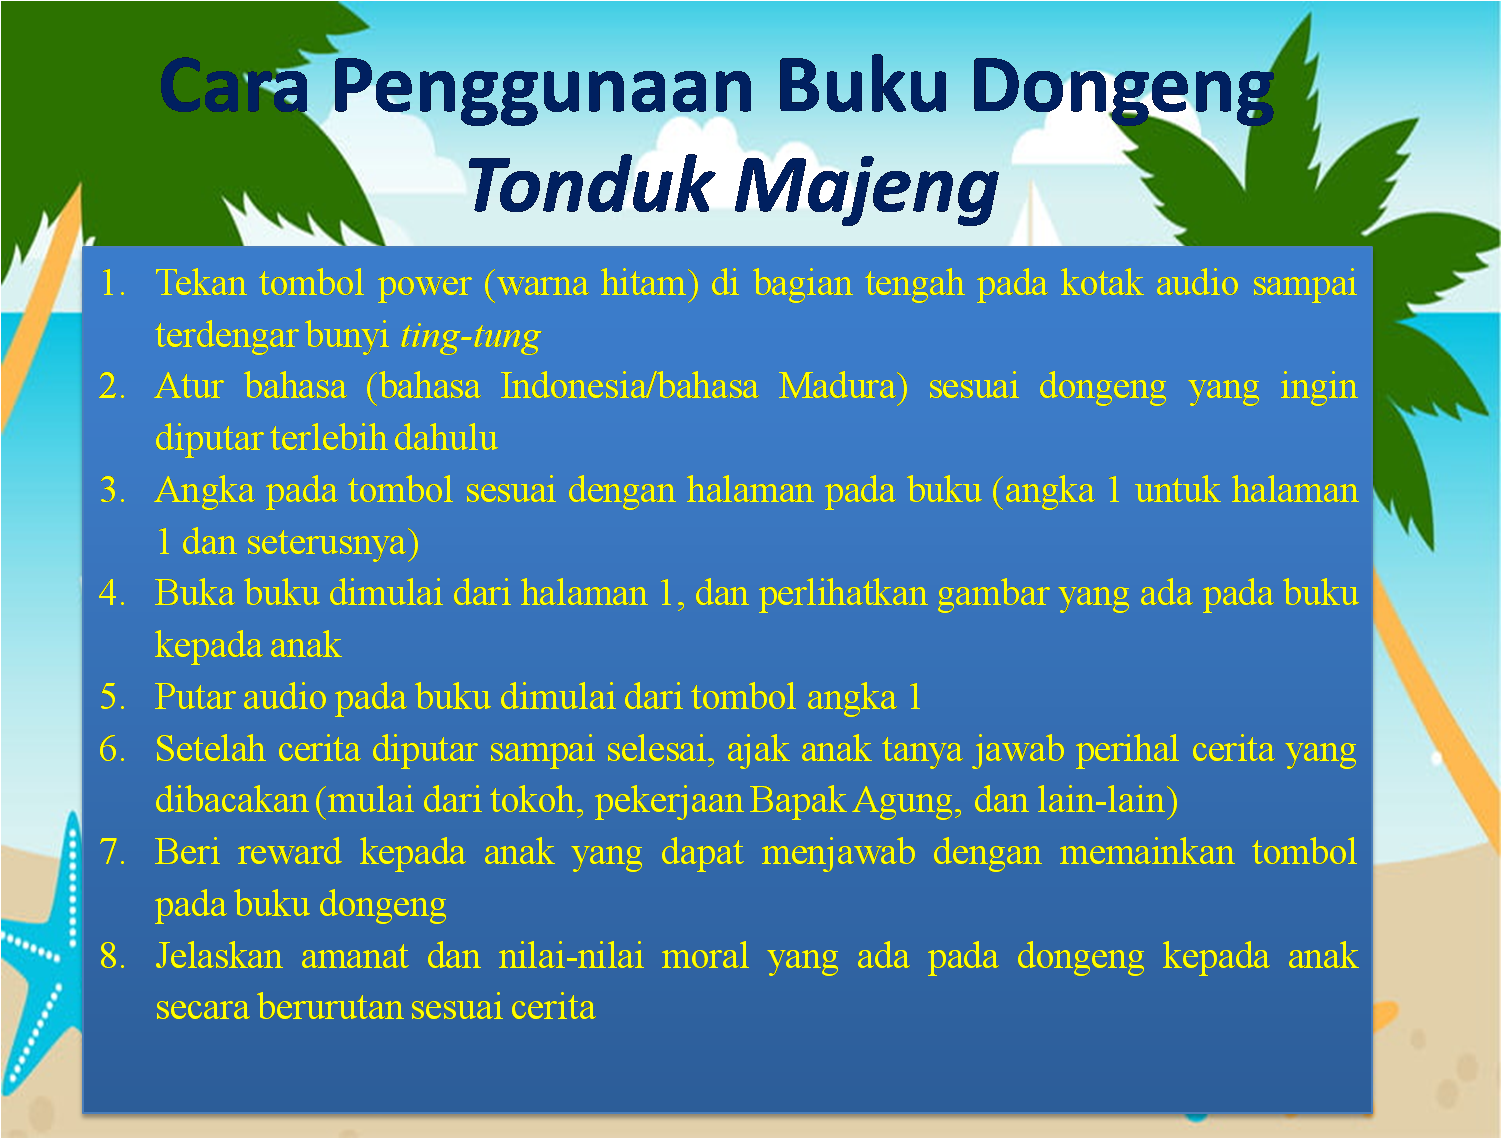 Cara Penggunaan Buku Dongeng
Tonduk Majeng
1. Tekan tombol power (warna hitam) di bagian tengah pada kotak audio sampai
terdengar bunyi ting-tung
2. Atur bahasa (bahasa Indonesia/bahasa Madura) sesuai dongeng yang ingin
diputar terlebih dahulu
3. Angka pada tombol sesuai dengan halaman pada buku (angka 1 untuk halaman
1 dan seterusnya)
4. Buka buku dimulai dari halaman 1, dan perlihatkan gambar yang ada pada buku
kepada anak
5. Putar audio pada buku dimulai dari tombol angka 1
6. Setelah cerita diputar sampai selesai, ajak anak tanya jawab perihal cerita yang
dibacakan (mulai dari tokoh, pekerjaan Bapak Agung, dan lain-lain)
7. Beri reward kepada anak yang dapat menjawab dengan memainkan tombol
pada buku dongeng
8. Jelaskan amanat dan nilai-nilai moral yang ada pada dongeng kepada anak
secara berurutan sesuai cerita